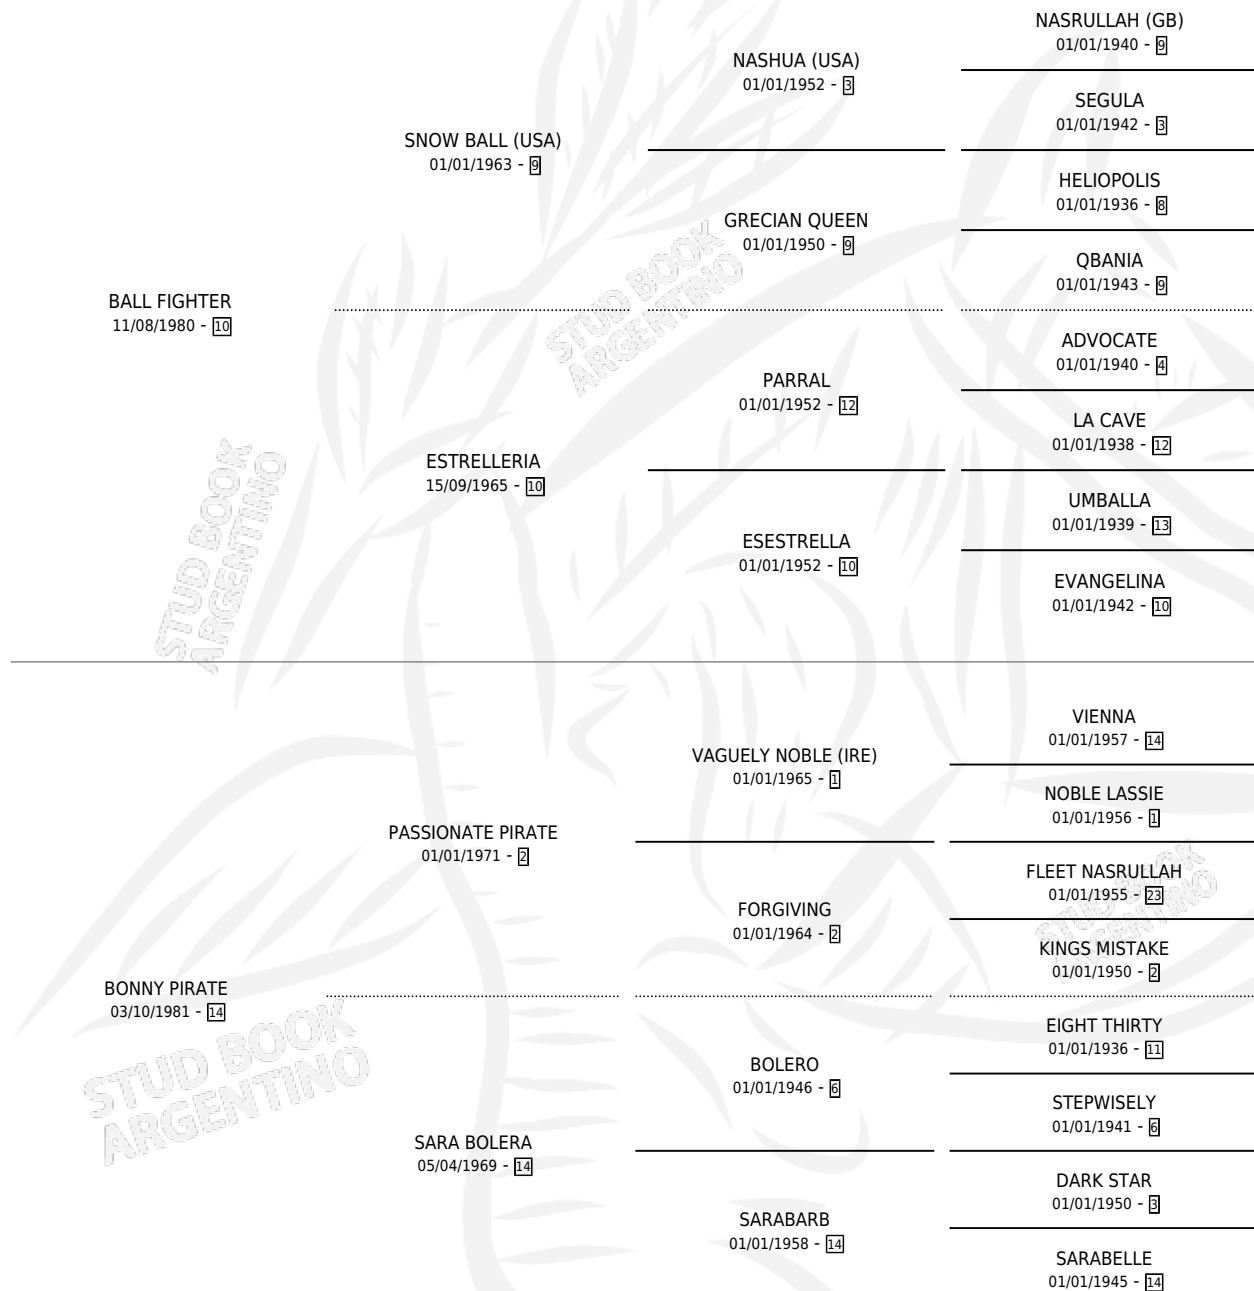 BALL FIGHTER
11/08/1980 - 10
SNOW BALL (USA)
01/01/1963 - 9
ESTRELLERIA
15/09/1965 - 10
NASHUA (USA)
01/01/1952 - 3
GRECIAN QUEEN
01/01/1950 - 9
PARRAL
01/01/1952 - 12
ESESTRELLA
01/01/1952 - 10
NASRULLAH (GB)
01/01/1940 - 9
SEGULA
01/01/1942 - 3
HELIOPOLIS
01/01/1936 - 8
QBANIA
01/01/1943 - 9
ADVOCATE
01/01/1940 - 4
LA CAVE
01/01/1938 - 12
UMBALLA
01/01/1939 - 13
EVANGELINA
01/01/1942 - 10
BONNY PIRATE
03/10/1981 - 14
PASSIONATE PIRATE
01/01/1971 - 2
SARA BOLERA
05/04/1969 - 14
VAGUELY NOBLE (IRE)
01/01/1965 - 1
FORGIVING
01/01/1964 - 2
BOLERO
01/01/1946 - 6
SARABARB
01/01/1958 - 14
VIENNA
01/01/1957 - 14
NOBLE LASSIE
01/01/1956 - 1
FLEET NASRULLAH
01/01/1955 - 23
KINGS MISTAKE
01/01/1950 - 2
EIGHT THIRTY
01/01/1936 - 11
STEPWISELY
01/01/1941 - 6
DARK STAR
01/01/1950 - 3
SARABELLE
01/01/1945 - 14
STUD BOOK
ARGENTINO
STUD BOOK
ARGENTINO
STUD BOOK
ARGENTINO
STUD BOOK
ARGENTINO